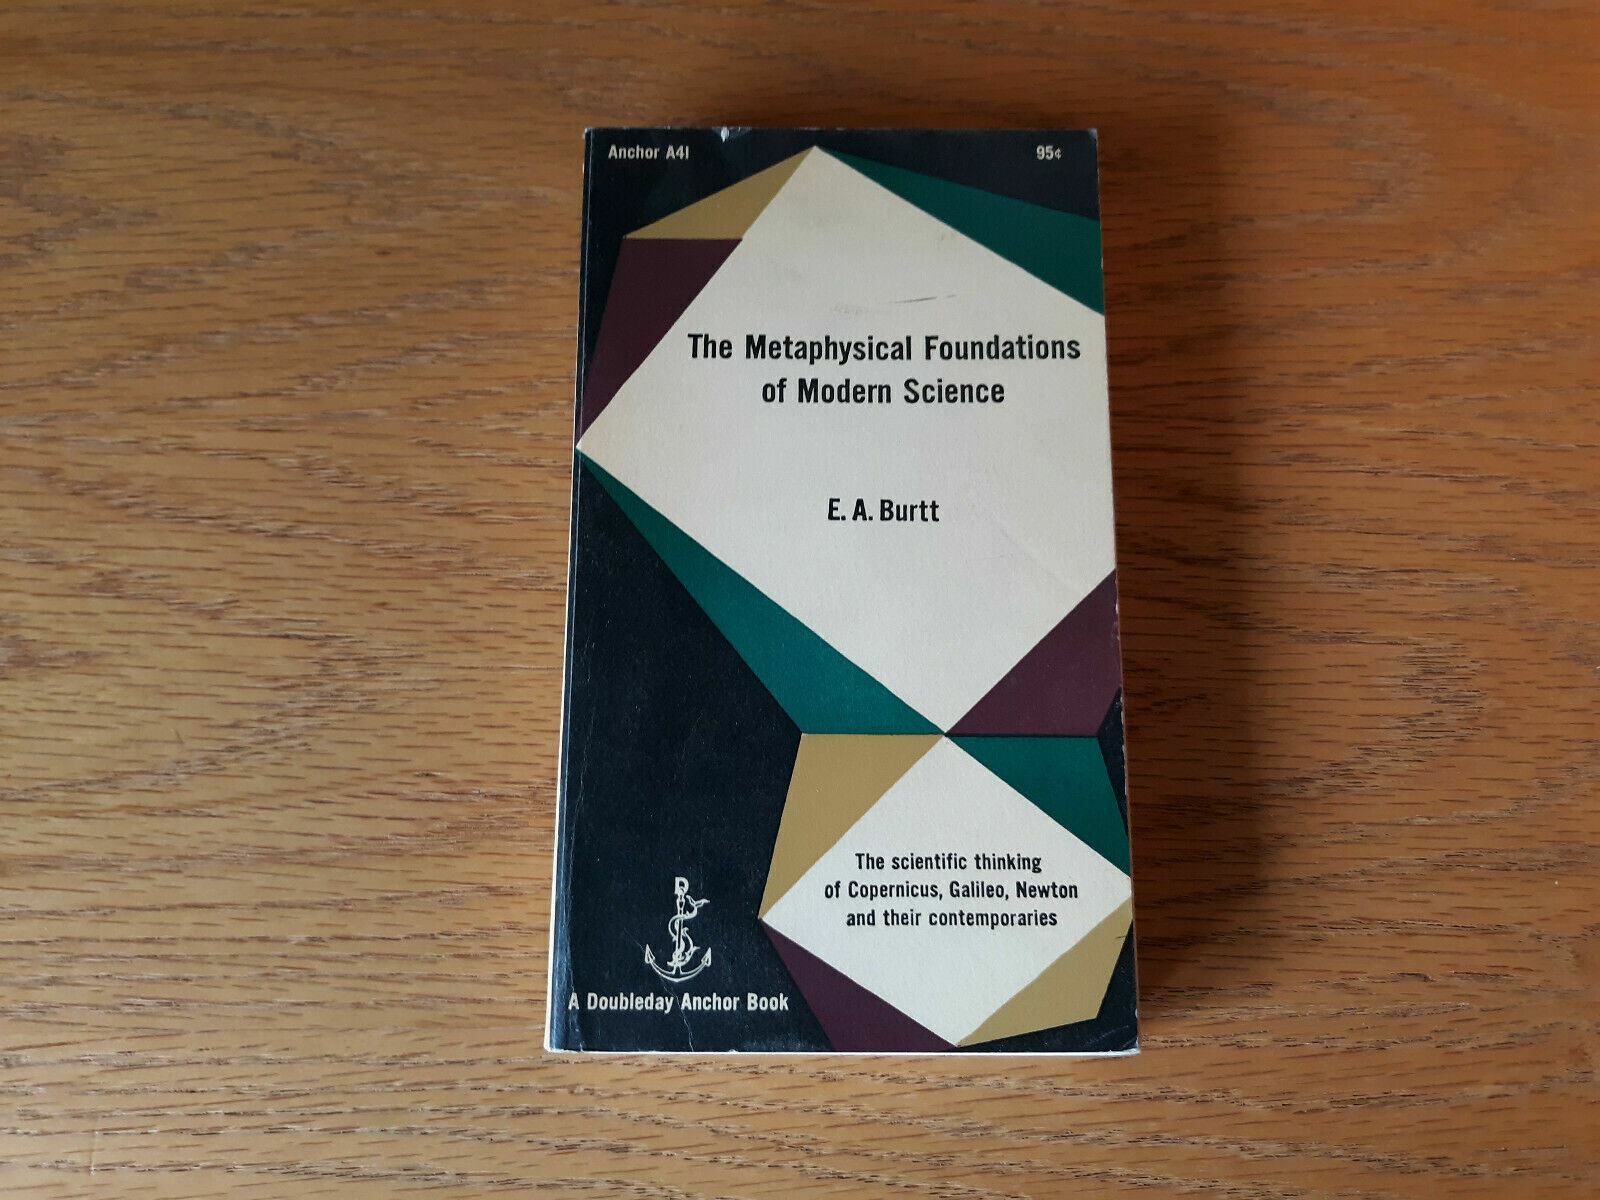 Anchor A41
95¢
The Metaphysical Foundations
of Modern Science
E. A. Burtt
The scientific thinking
of Copernicus, Galileo, Newton
and their contemporaries
D
A Doubleday Anchor Book